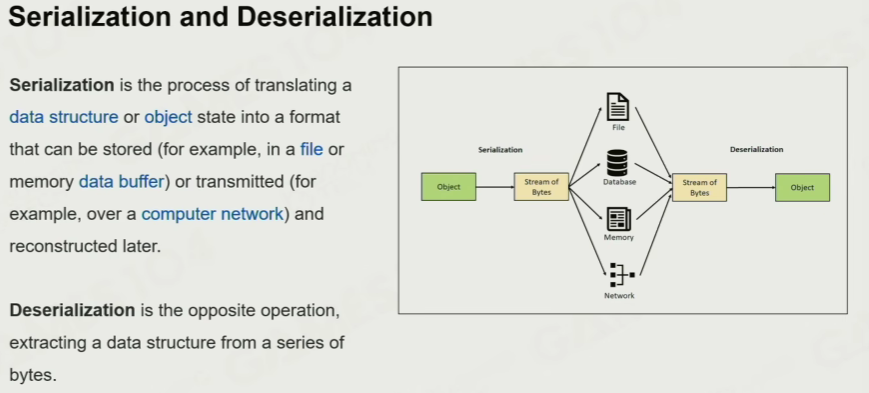 Serialization and Deserialization
Serialization is the process of translating a
data structure or object state into a format
that can be stored (for example, in a file or
memory data buffer) or transmitted (for
example, over a computer network) and
reconstructed later.
Deserialization is the opposite operation,
extracting a data structure from a series of
bytes.
File
Serialization
Deserialization
Object
Stream of
Bytes
Database
Stream of
Bytes
Object
Memory
Network